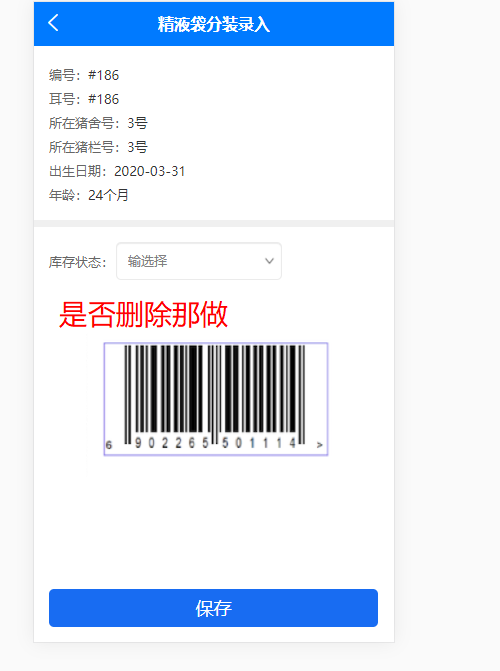 精液袋分装录入
编号：#186
耳号：#186
所在猪舍号：3号
所在猪栏号：3号
出生日期：2020-03-31
年龄：24个月
库存状态： 输选择
是否删除那做
6 902265 501114 >
保存